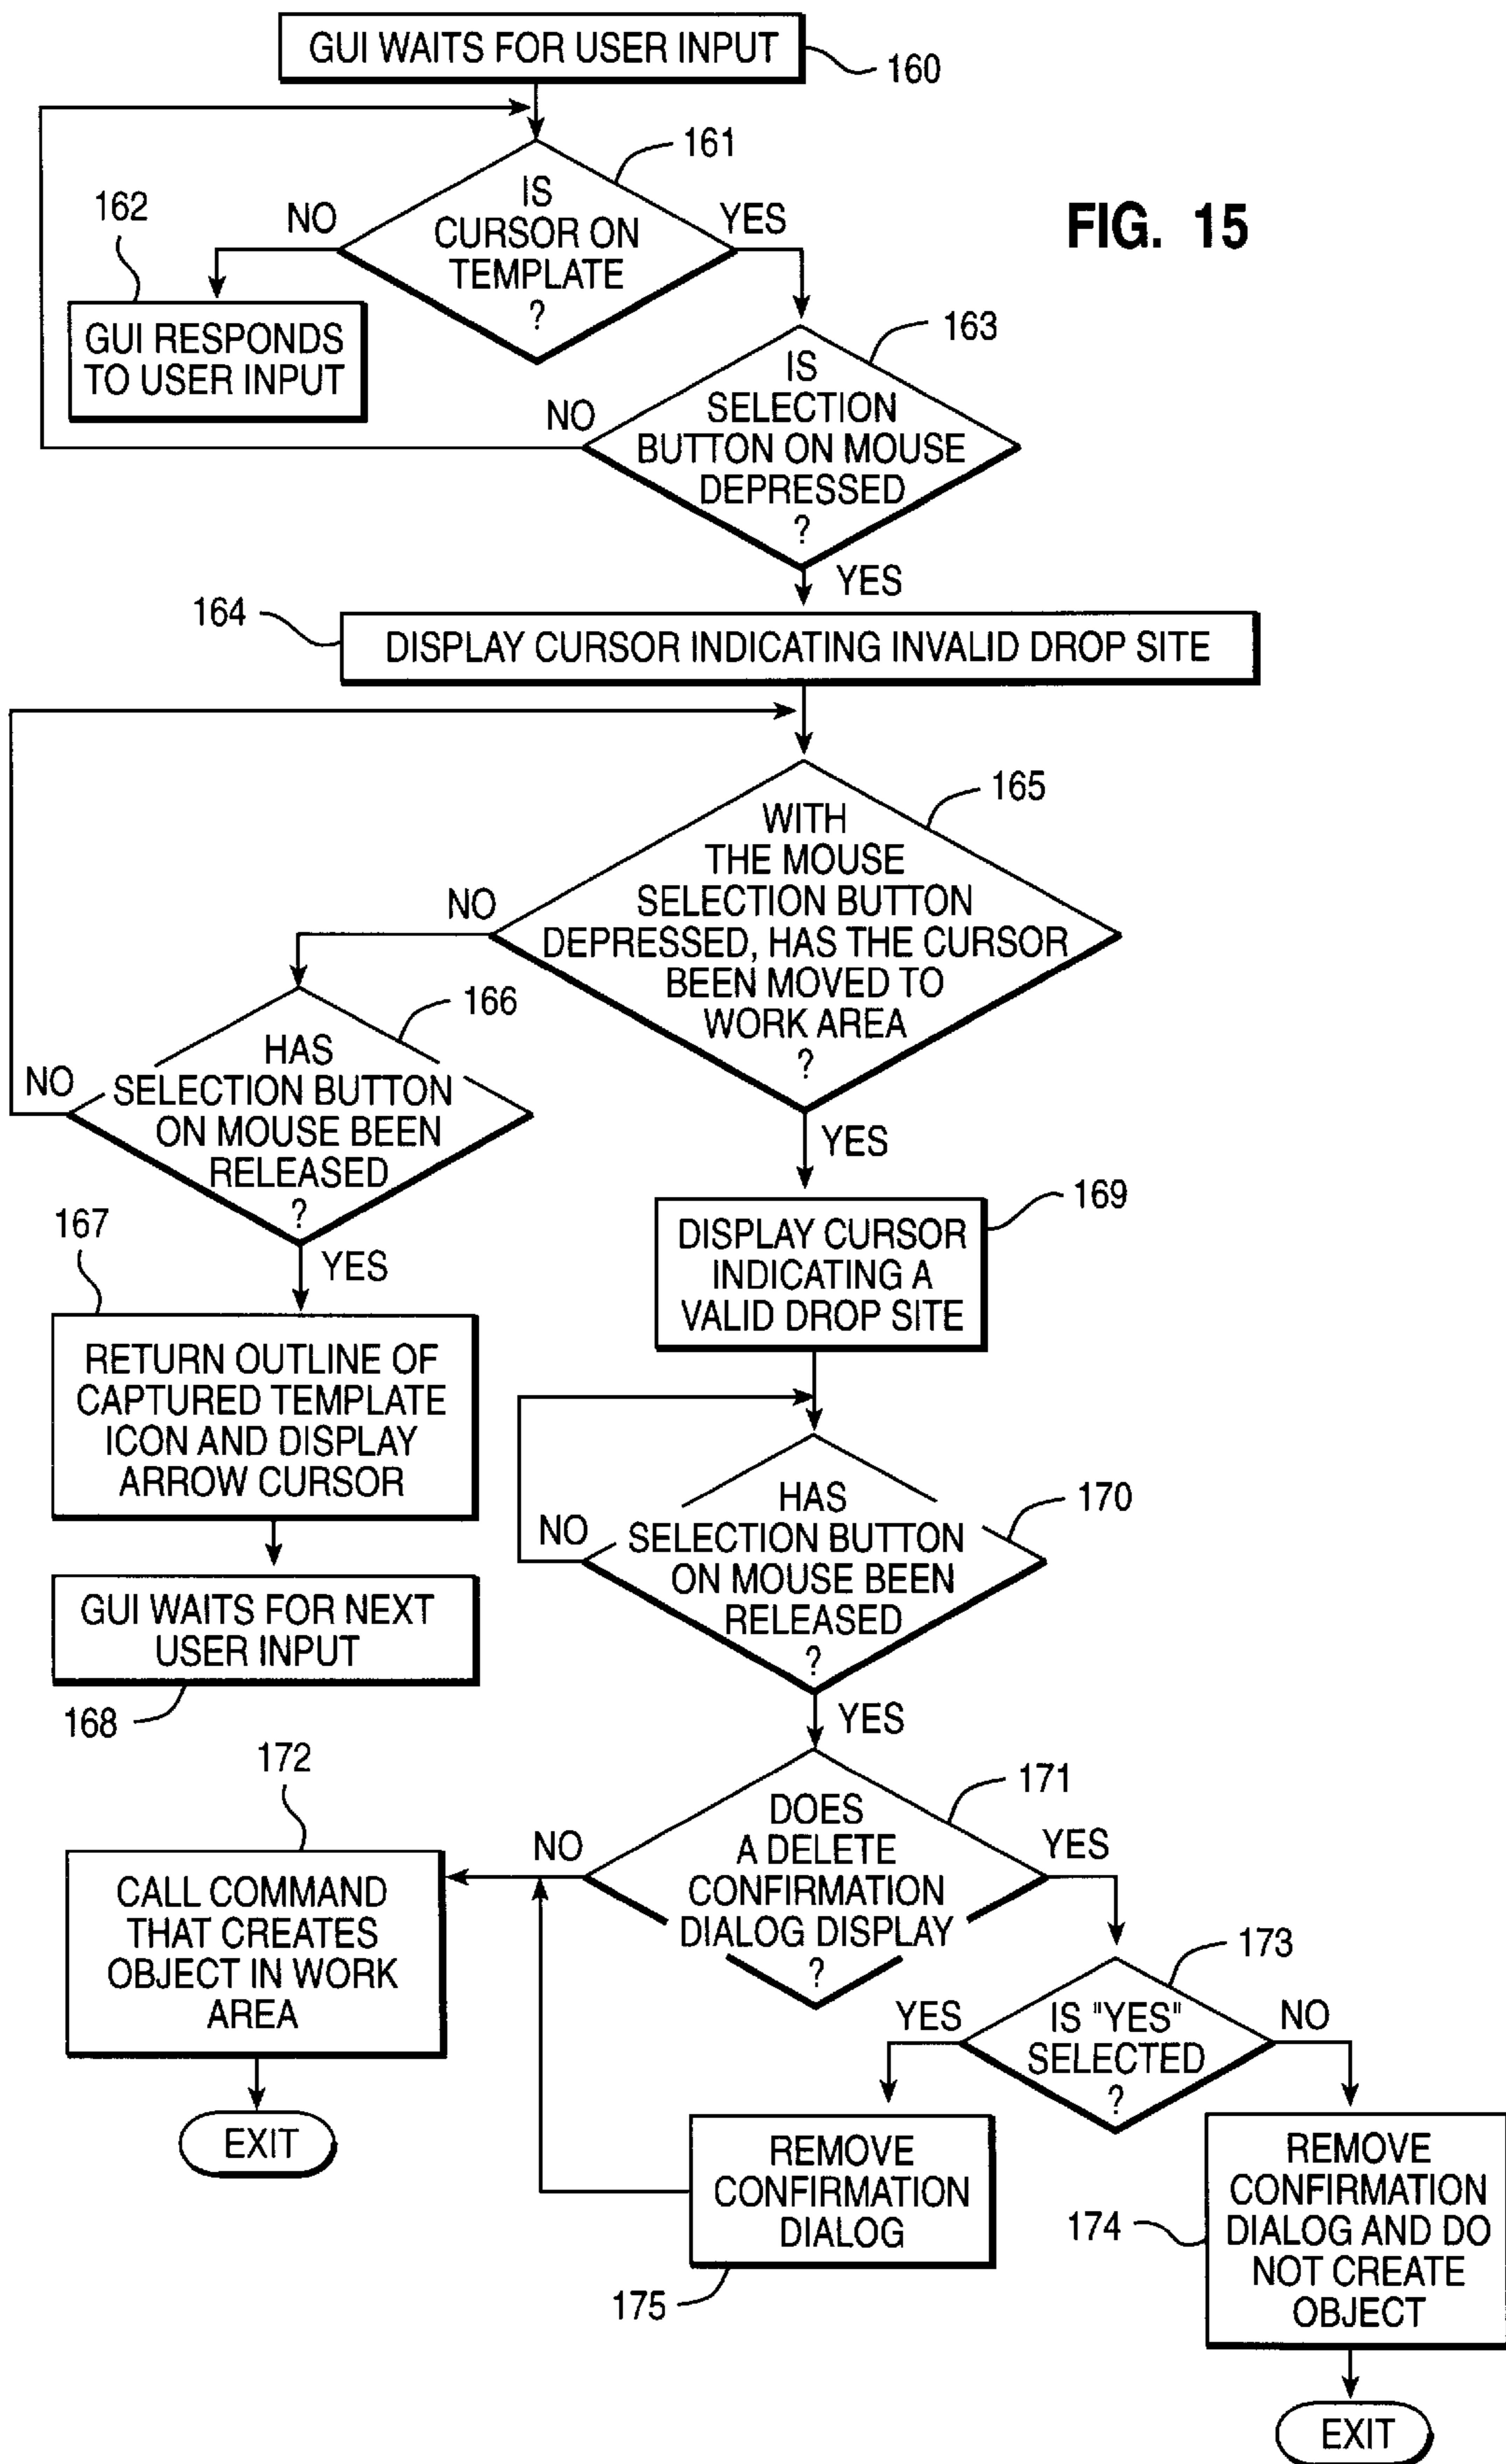 GUI WAITS FOR USER INPUT
160
161
IS
CURSOR ON
TEMPLATE
?
NO
YES
FIG. 15
162
GUI RESPONDS
TO USER INPUT
163
IS
SELECTION
BUTTON ON MOUSE
DEPRESSED
?
NO
YES
164
DISPLAY CURSOR INDICATING INVALID DROP SITE
165
WITH
THE MOUSE
SELECTION BUTTON
DEPRESSED, HAS THE CURSOR
BEEN MOVED TO
WORK AREA
?
NO
YES
166
HAS
SELECTION BUTTON
ON MOUSE BEEN
RELEASED
?
NO
YES
167
RETURN OUTLINE OF
CAPTURED TEMPLATE
ICON AND DISPLAY
ARROW CURSOR
GUI WAITS FOR NEXT
USER INPUT
168
169
DISPLAY CURSOR
INDICATING A
VALID DROP SITE
170
HAS
SELECTION BUTTON
ON MOUSE BEEN
RELEASED
?
NO
YES
171
DOES
A DELETE
CONFIRMATION
DIALOG DISPLAY
?
NO
YES
172
CALL COMMAND
THAT CREATES
OBJECT IN WORK
AREA
EXIT
173
IS "YES"
SELECTED
?
YES
NO
REMOVE
CONFIRMATION
DIALOG
175
174
REMOVE
CONFIRMATION
DIALOG AND DO
NOT CREATE
OBJECT
EXIT